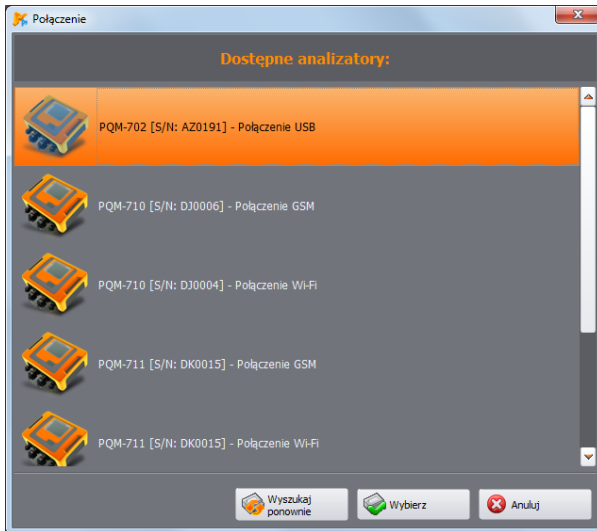 Połączenie
Dostępne analizatory:
PQM-702 [S/N: AZ0191] - Połączenie USB
PQM-710 [S/N: DJ0006] - Połączenie GSM
PQM-710 [S/N: DJ0004] - Połączenie Wi-Fi
PQM-711 [S/N: DK0015] - Połączenie GSM
PQM-711 [S/N: DK0015] - Połączenie Wi-Fi
Wyszukaj
ponownie
Wybierz
Anuluj